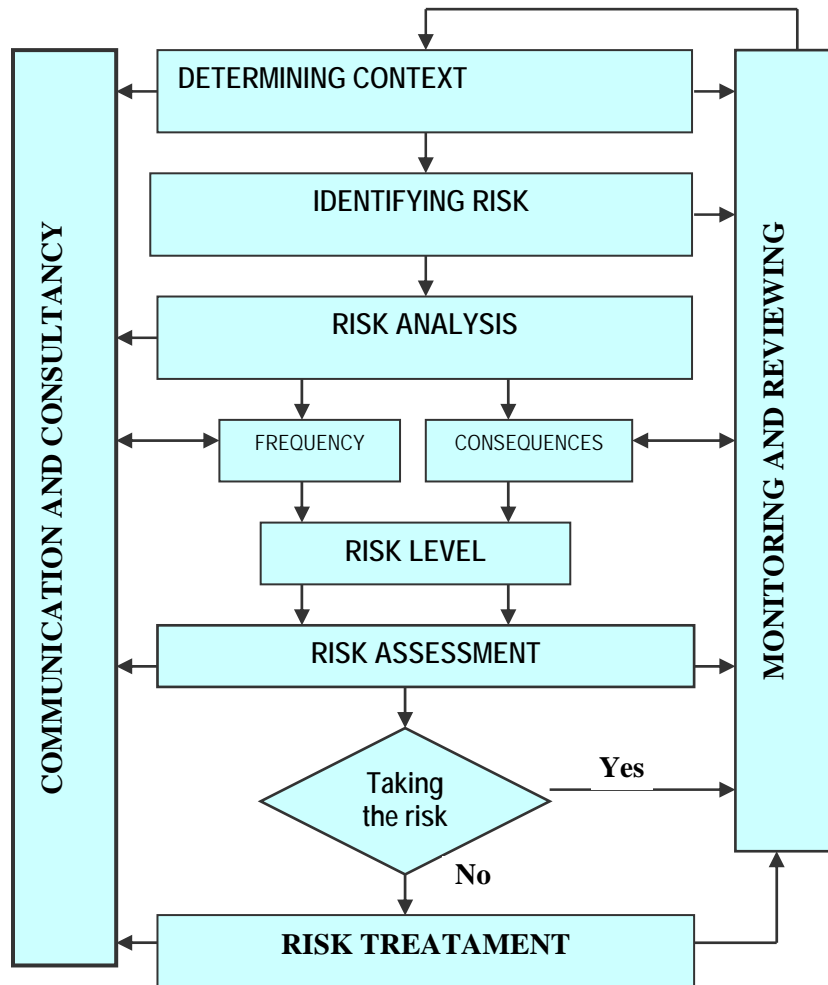 COMMUNICATION AND CONSULTANCY
DETERMINING CONTEXT
IDENTIFYING RISK
RISK ANALYSIS
FREQUENCY
CONSEQUENCES
RISK LEVEL
RISK ASSESSMENT
Taking
the risk
Yes
No
RISK TREATAMENT
MONITORING AND REVIEWING